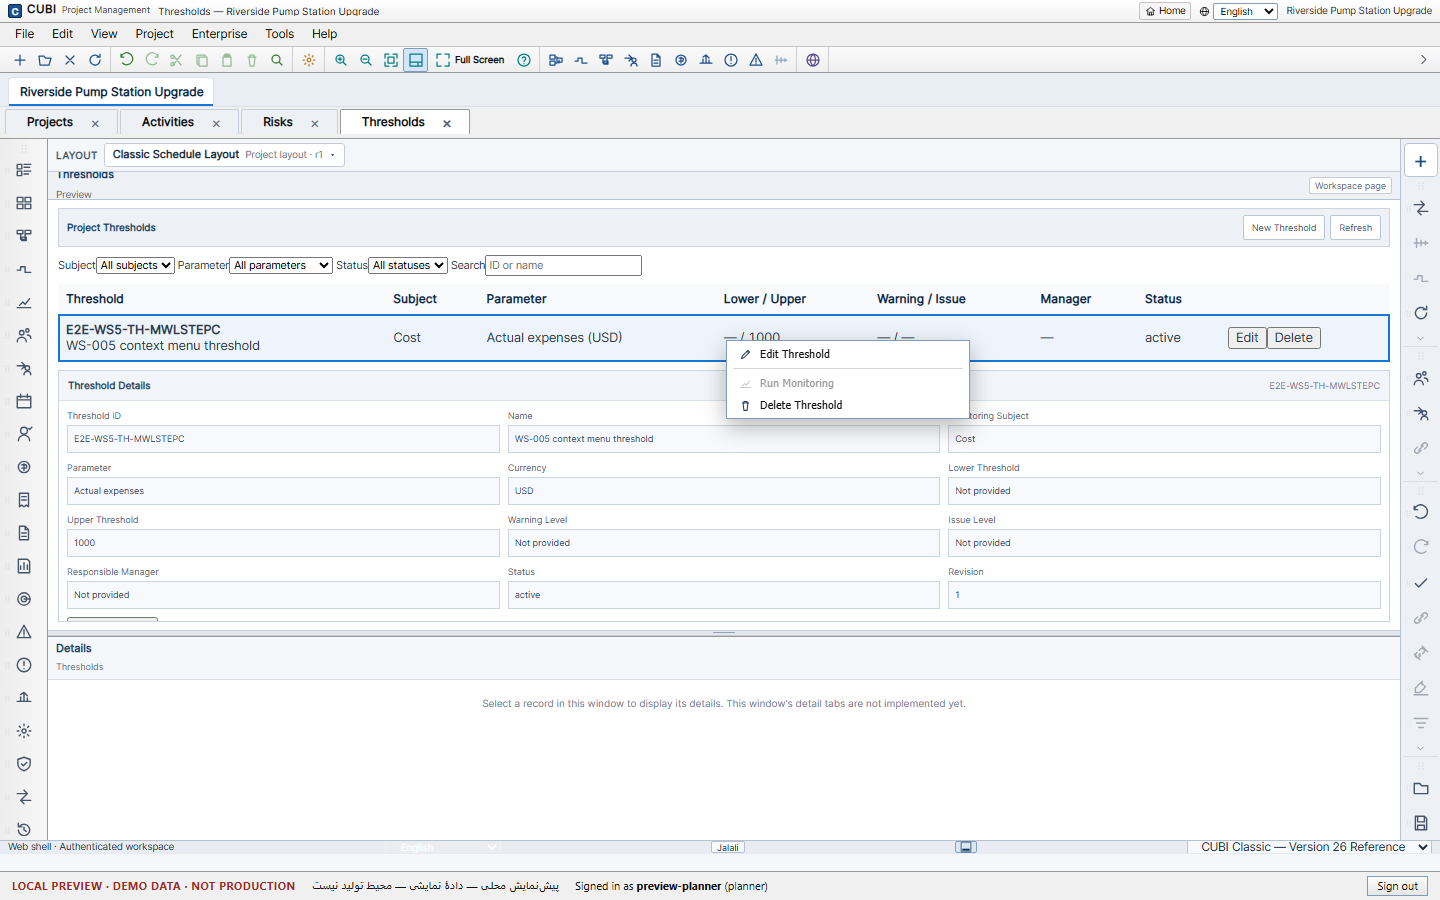 C CUBI Project Management Thresholds — Riverside Pump Station Upgrade Home English Riverside Pump Station Upgrade
File Edit View Project Enterprise Tools Help
Full Screen
Riverside Pump Station Upgrade
Projects × Activities × Risks × Thresholds ×
LAYOUT Classic Schedule Layout Project layout · r1
Thresholds
Preview
Workspace page
Project Thresholds New Threshold Refresh
Subject All subjects Parameter All parameters Status All statuses Search ID or name
Threshold Subject Parameter Lower / Upper Warning / Issue Manager Status
E2E-WS5-TH-MWLSTEPC
WS-005 context menu threshold Cost Actual expenses (USD) — / 1000 — / — — active Edit Delete
Edit Threshold
Run Monitoring
Delete Threshold
Threshold Details E2E-WS5-TH-MWLSTEPC
Threshold ID Name toring Subject
E2E-WS5-TH-MWLSTEPC WS-005 context menu threshold Cost
Parameter Currency Lower Threshold
Actual expenses USD Not provided
Upper Threshold Warning Level Issue Level
1000 Not provided Not provided
Responsible Manager Status Revision
Not provided active 1
Details
Thresholds
Select a record in this window to display its details. This window's detail tabs are not implemented yet.
Web shell · Authenticated workspace English Jalali CUBI Classic — Version 26 Reference
LOCAL PREVIEW · DEMO DATA · NOT PRODUCTION پیش‌نمایش محلی — دادهٔ نمایشی — محیط تولید نیست Signed in as preview-planner (planner) Sign out